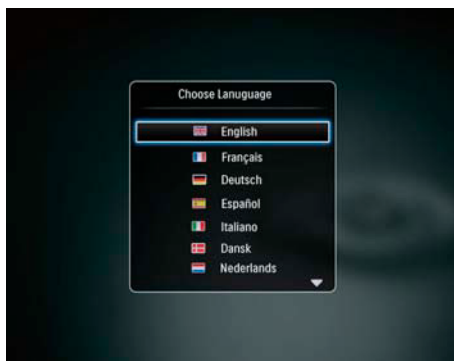 Choose Lanuguage
English
Français
Deutsch
Español
Italiano
Dansk
Nederlands